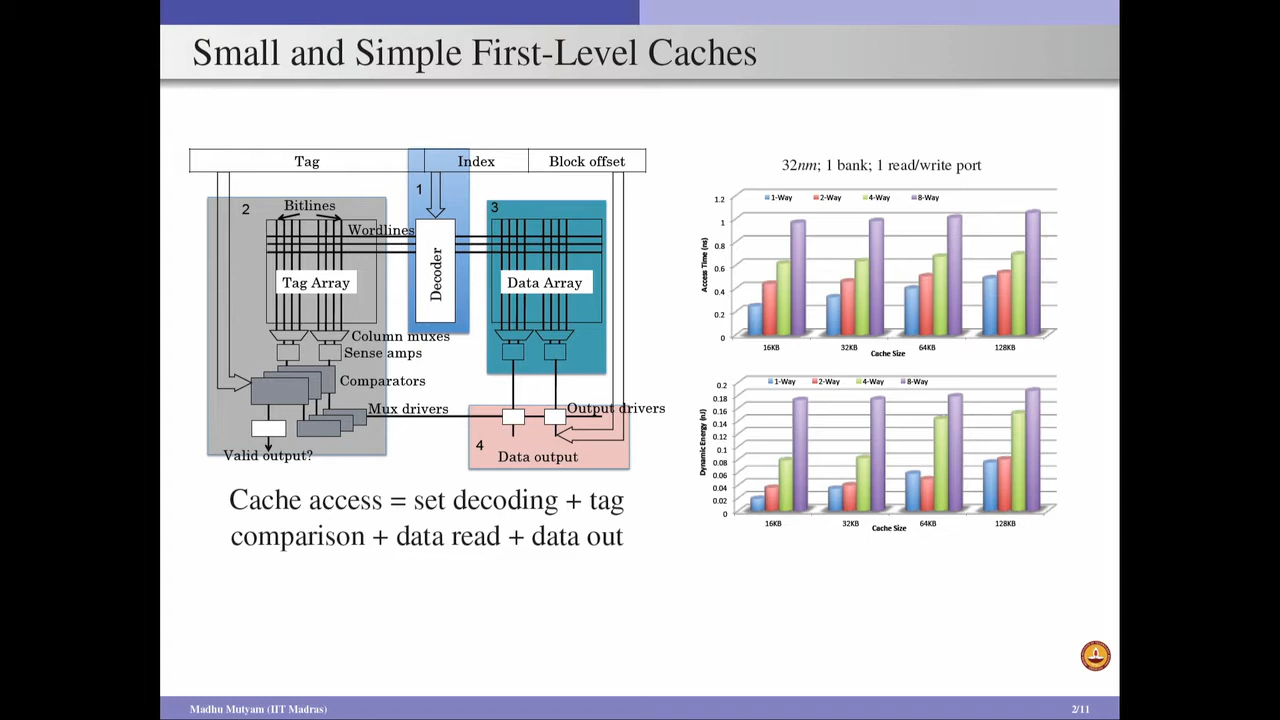 Small and Simple First-Level Caches
Tag
Index
Block offset
1
2
Bitlines
Wordlines
Decoder
3
Tag Array
Data Array
Column muxes
Sense amps
Comparators
Mux drivers
Output drivers
4
Valid output?
Data output
Cache access = set decoding + tag
comparison + data read + data out
32nm; 1 bank; 1 read/write port
1-Way 2-Way 4-Way 8-Way
Access Time (ns)
1.2
1
0.8
0.6
0.4
0.2
0
16KB 32KB 64KB 128KB
Cache Size
1-Way 2-Way 4-Way 8-Way
Dynamic Energy (nJ)
0.2
0.18
0.16
0.14
0.12
0.1
0.08
0.06
0.04
0.02
0
16KB 32KB 64KB 128KB
Cache Size
Madhu Mutyam (IIT Madras)
2/11